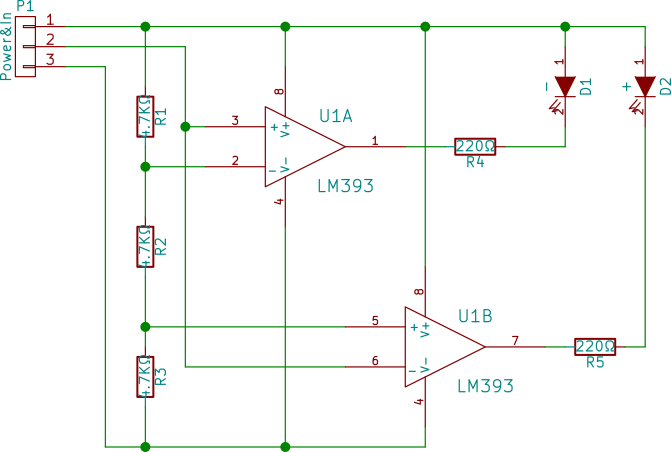 P1
Power&In
1
2
3
4.7KΩ
R1
8
3
+
V+
U1A
1
2
-
V-
LM393
4
220Ω
R4
1
-
D1
2
1
+
D2
2
4.7KΩ
R2
8
5
+
V+
U1B
7
6
-
V-
LM393
4
220Ω
R5
4.7KΩ
R3